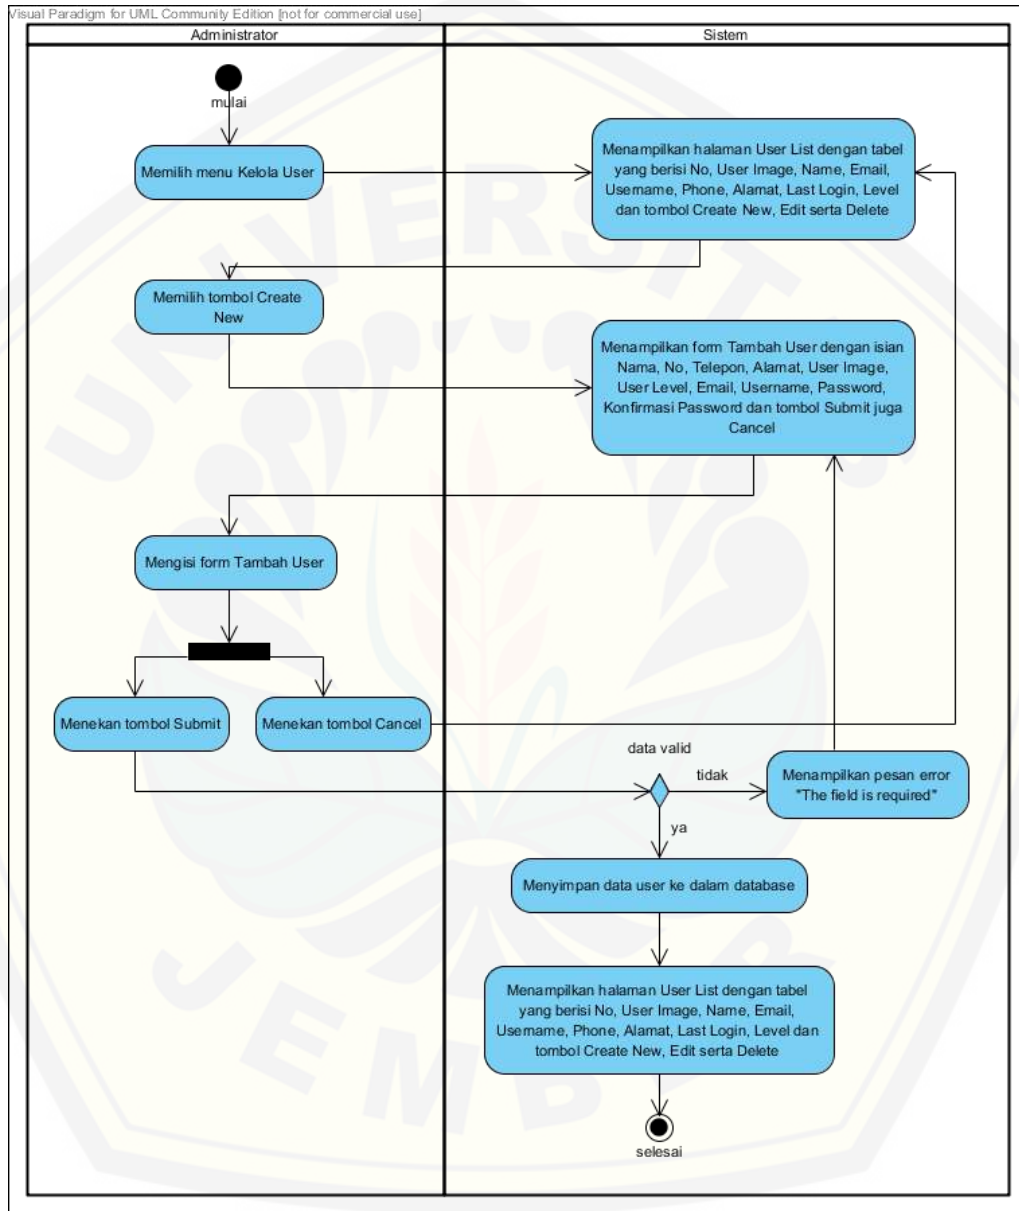 Visual Paradigm for UML Community Edition [not for commercial use]
Administrator
Sistem
mulai
Memilih menu Kelola User
Menampilkan halaman User List dengan tabel
yang berisi No, User Image, Name, Email,
Username, Phone, Alamat, Last Login, Level
dan tombol Create New, Edit serta Delete
Memilih tombol Create
New
Menampilkan form Tambah User dengan isian
Nama, No, Telepon, Alamat, User Image,
User Level, Email, Username, Password,
Konfirmasi Password dan tombol Submit juga
Cancel
Mengisi form Tambah User
Menekan tombol Submit
Menekan tombol Cancel
data valid
tidak
Menampilkan pesan error
"The field is required"
ya
Menyimpan data user ke dalam database
Menampilkan halaman User List dengan tabel
yang berisi No, User Image, Name, Email,
Username, Phone, Alamat, Last Login, Level dan
tombol Create New, Edit serta Delete
selesai
UNIVERSITAS
JEMBER